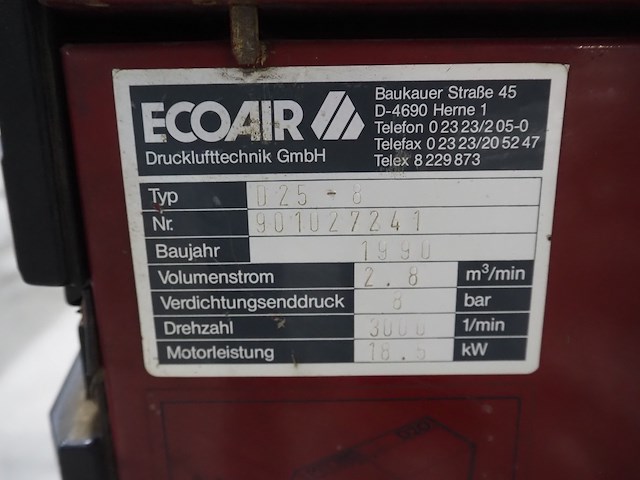 ECOAIR
Drucklufttechnik GmbH
Baukauer Straße 45
D-4690 Herne 1
Telefon 0 23 23/2 05-0
Telefax 0 23 23/20 52 47
Telex 8 229 873
Typ D25-8
Nr. 901027241
Baujahr 1990
Volumenstrom 2.8 m³/min
Verdichtungsenddruck 8 bar
Drehzahl 3000 1/min
Motorleistung 18.5 kW